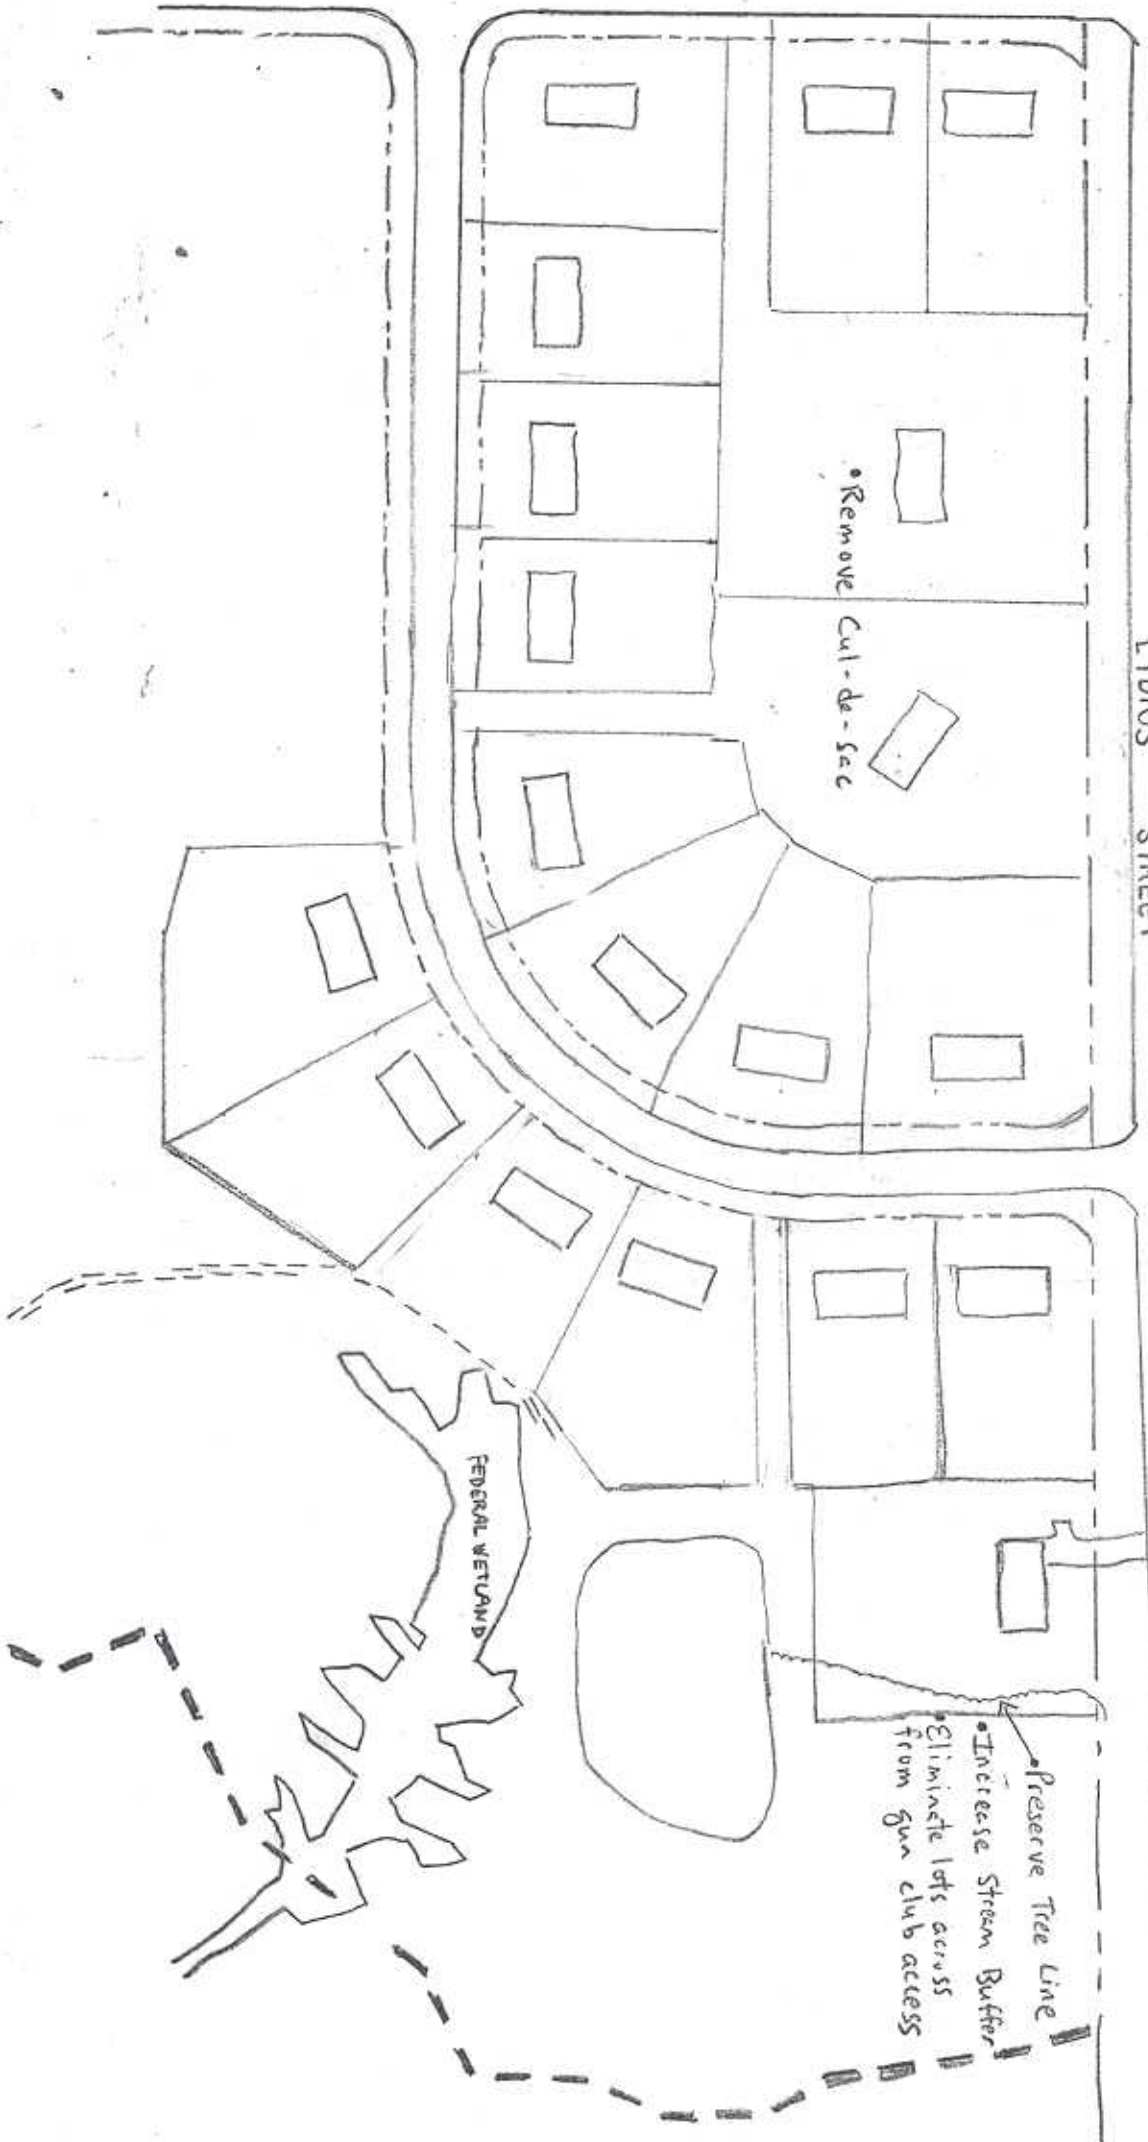 LYDIUS STREET
•Remove Cul-de-sac
•Preserve Tree Line
•Increase Stream Buffer
•Eliminate lots across
from gun club access
FEDERAL WETLAND